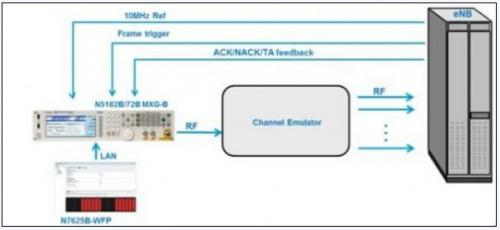 10MHz Ref
eNB
Frame trigger
ACK/NACK/TA feedback
N5182B/72B MXG-B
RF
Channel Emulator
RF
LAN
N7625B-WFP